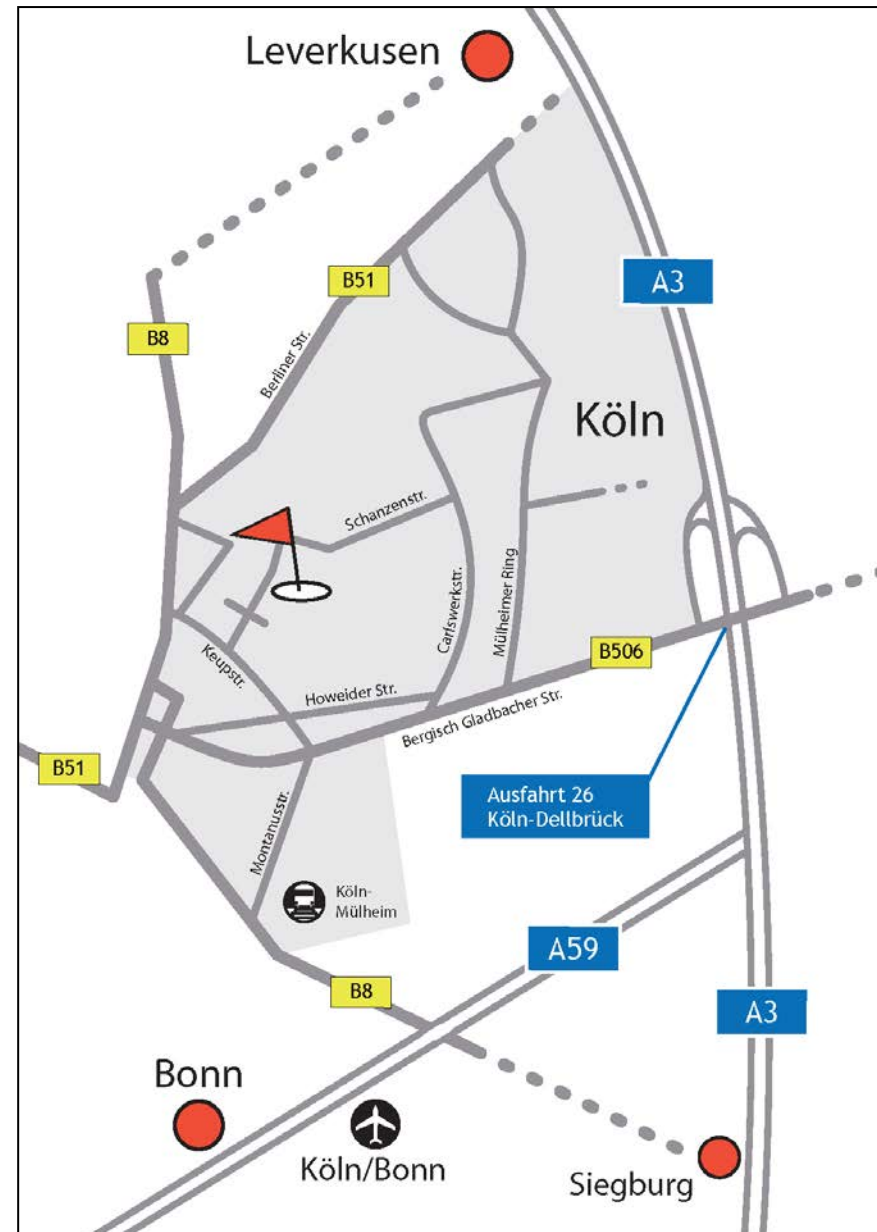 Leverkusen
A3
B51
B8
Berliner Str.
Köln
Schanzenstr.
Carlswerkstr.
Mülheimer Ring
Keupstr.
B506
Howeider Str.
Bergisch Gladbacher Str.
B51
Ausfahrt 26
Köln-Dellbrück
Montanusstr.
Köln-
Mülheim
A59
B8
A3
Bonn
Köln/Bonn
Siegburg